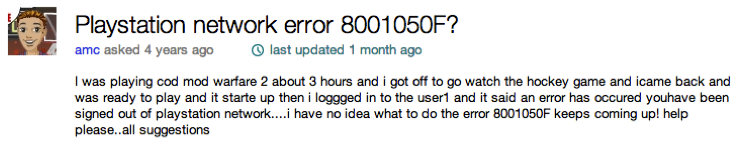 Playstation network error 8001050F?
amc asked 4 years ago last updated 1 month ago
I was playing cod mod warfare 2 about 3 hours and i got off to go watch the hockey game and icame back and
was ready to play and it starte up then i loggged in to the user1 and it said an error has occured youhave been
signed out of playstation network....i have no idea what to do the error 8001050F keeps coming up! help
please..all suggestions